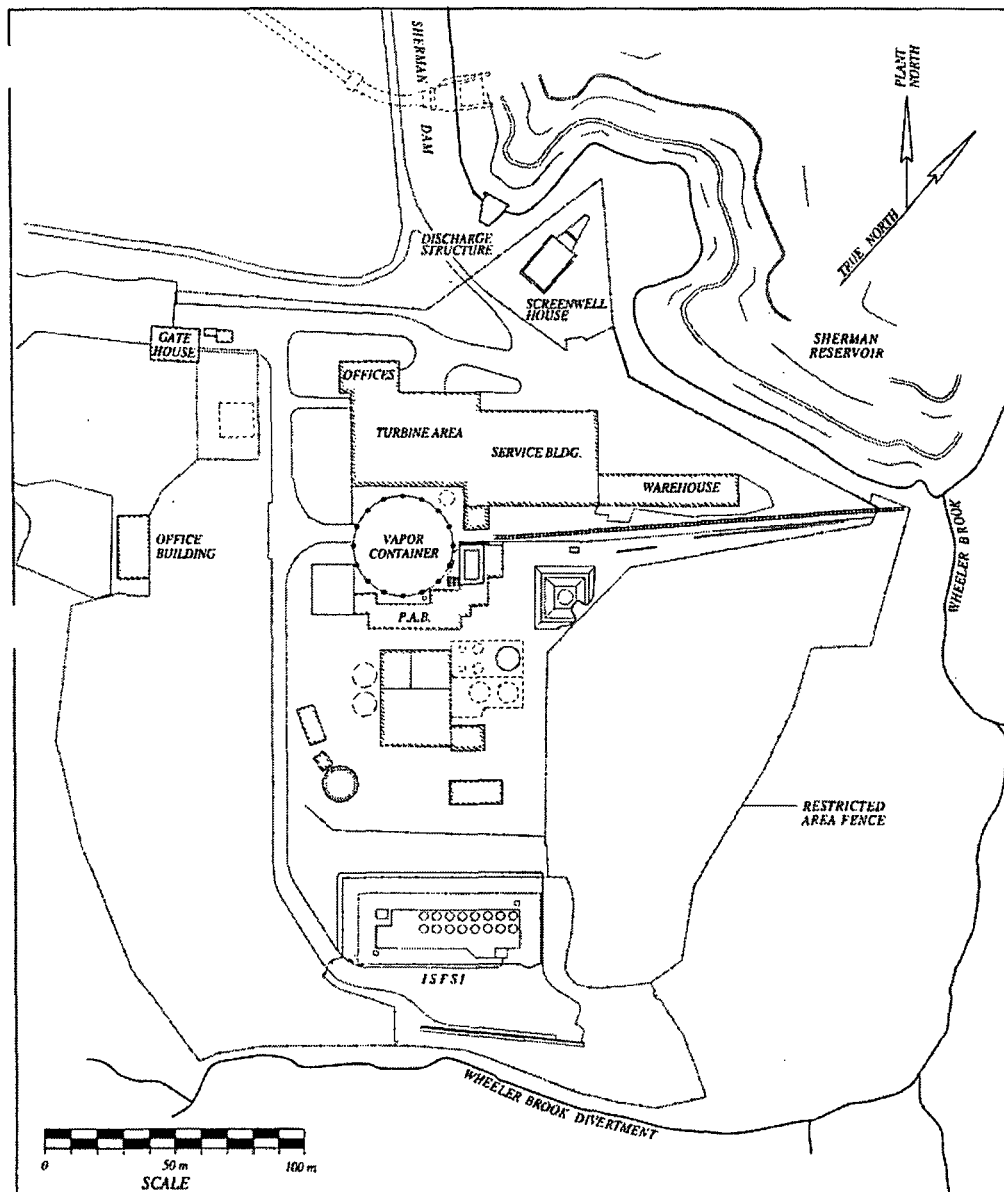 SHERMAN
DAM
PLANT
NORTH
TRUE NORTH
DISCHARGE
STRUCTURE
SCREENWELL
HOUSE
SHERMAN
RESERVOIR
GATE
HOUSE
OFFICES
TURBINE AREA
SERVICE BLDG.
WAREHOUSE
OFFICE
BUILDING
VAPOR
CONTAINER
WHEELER BROOK
P.A.B.
RESTRICTED
AREA FENCE
ISFSI
WHEELER BROOK DIVERTMENT
0 50 m 100 m
SCALE